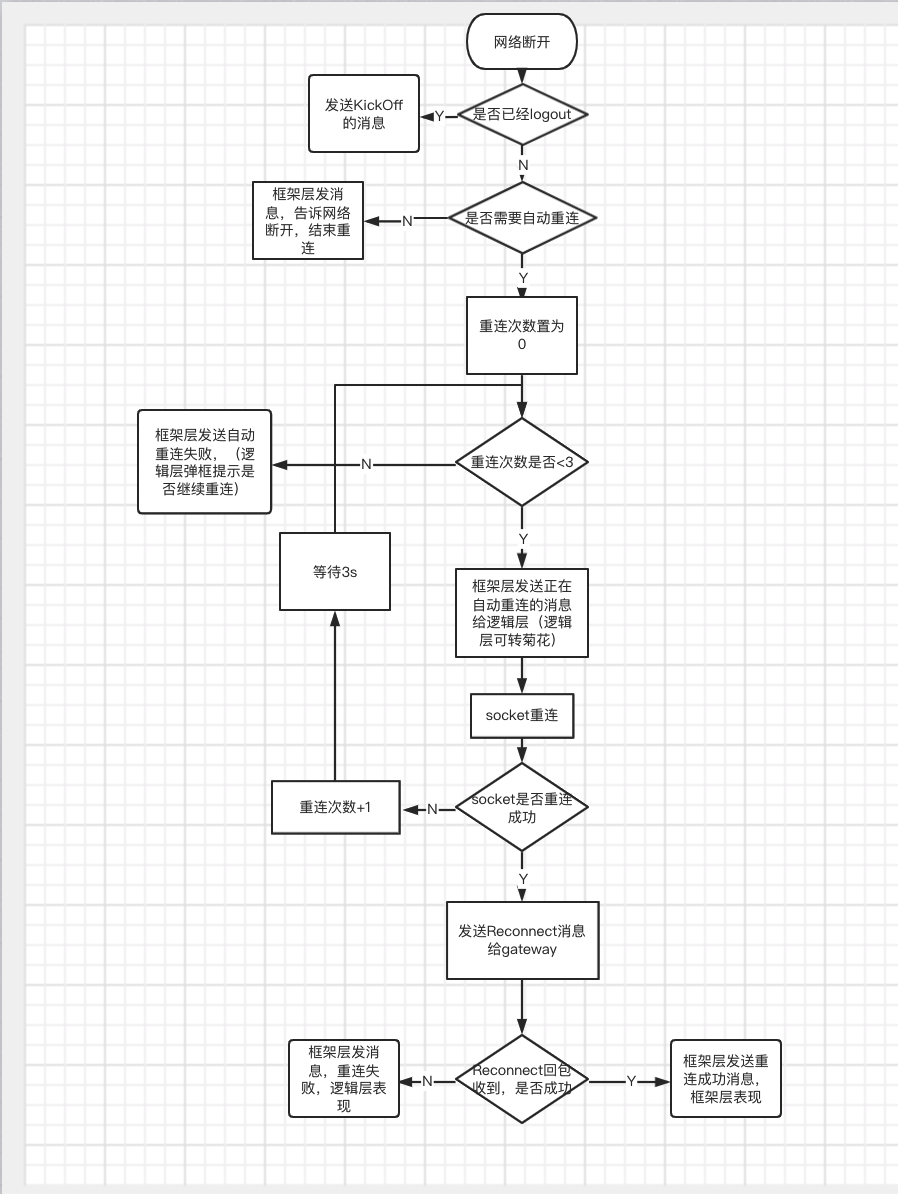 网络断开
发送KickOff
的消息
Y
是否已经logout
N
框架层发消
息，告诉网络
断开，结束重
连
N
是否需要自动重连
Y
重连次数置为
0
框架层发送自动
重连失败，（逻
辑层弹框提示是
否继续重连）
N
重连次数是否<3
Y
等待3s
框架层发送正在
自动重连的消息
给逻辑层（逻辑
层可转菊花）
socket重连
重连次数+1
N
socket是否重连
成功
Y
发送Reconnect消息
给gateway
框架层发消
息，重连失
败，逻辑层表
现
N
Reconnect回包
收到，是否成功
Y
框架层发送重
连成功消息，
框架层表现